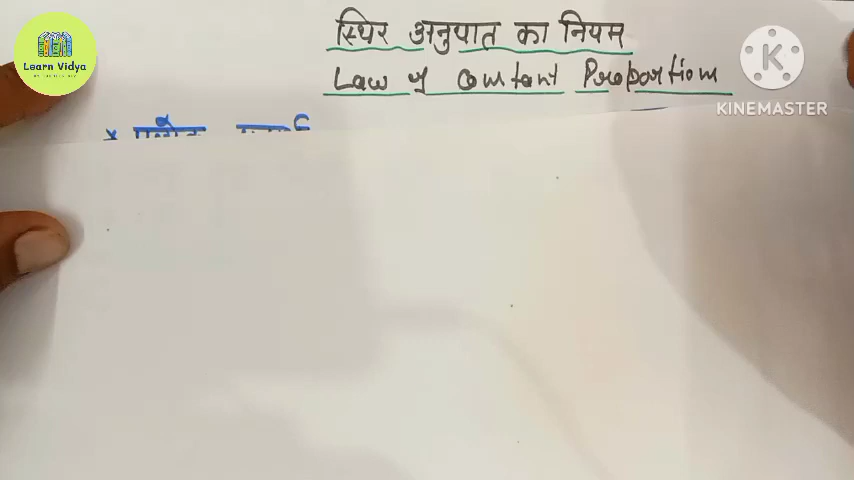 स्थिर अनुपात का नियम
Law of Constant Proportion
Learn Vidya
KINEMASTER